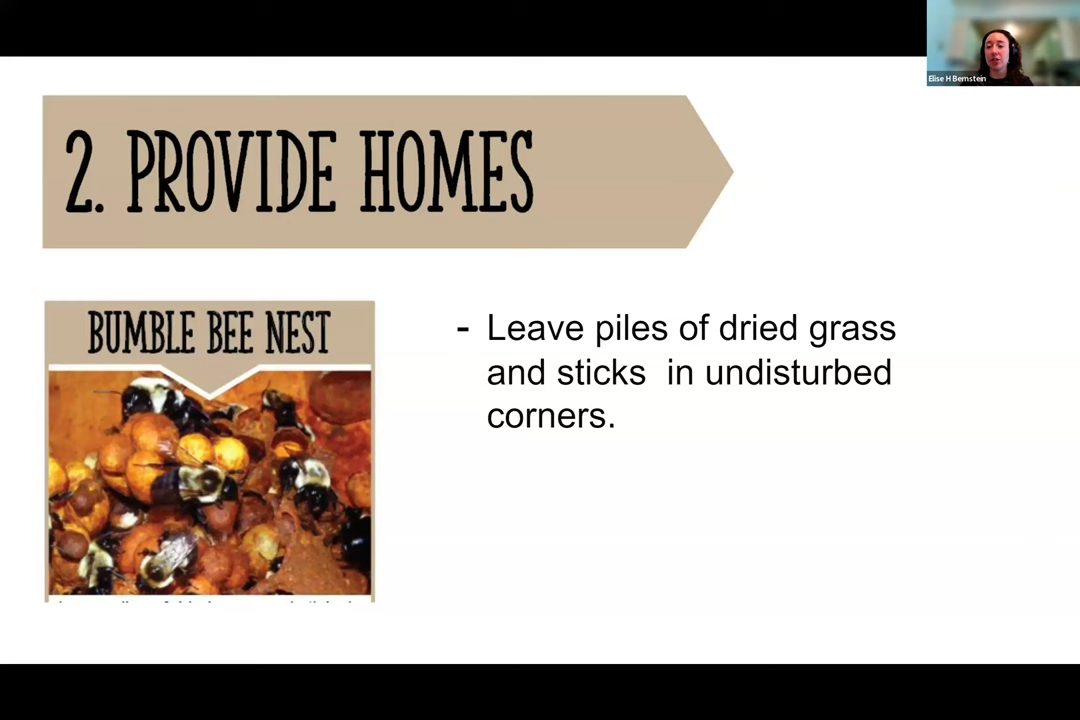 Elise H Bernstein
2. PROVIDE HOMES
BUMBLE BEE NEST
- Leave piles of dried grass
and sticks in undisturbed
corners.